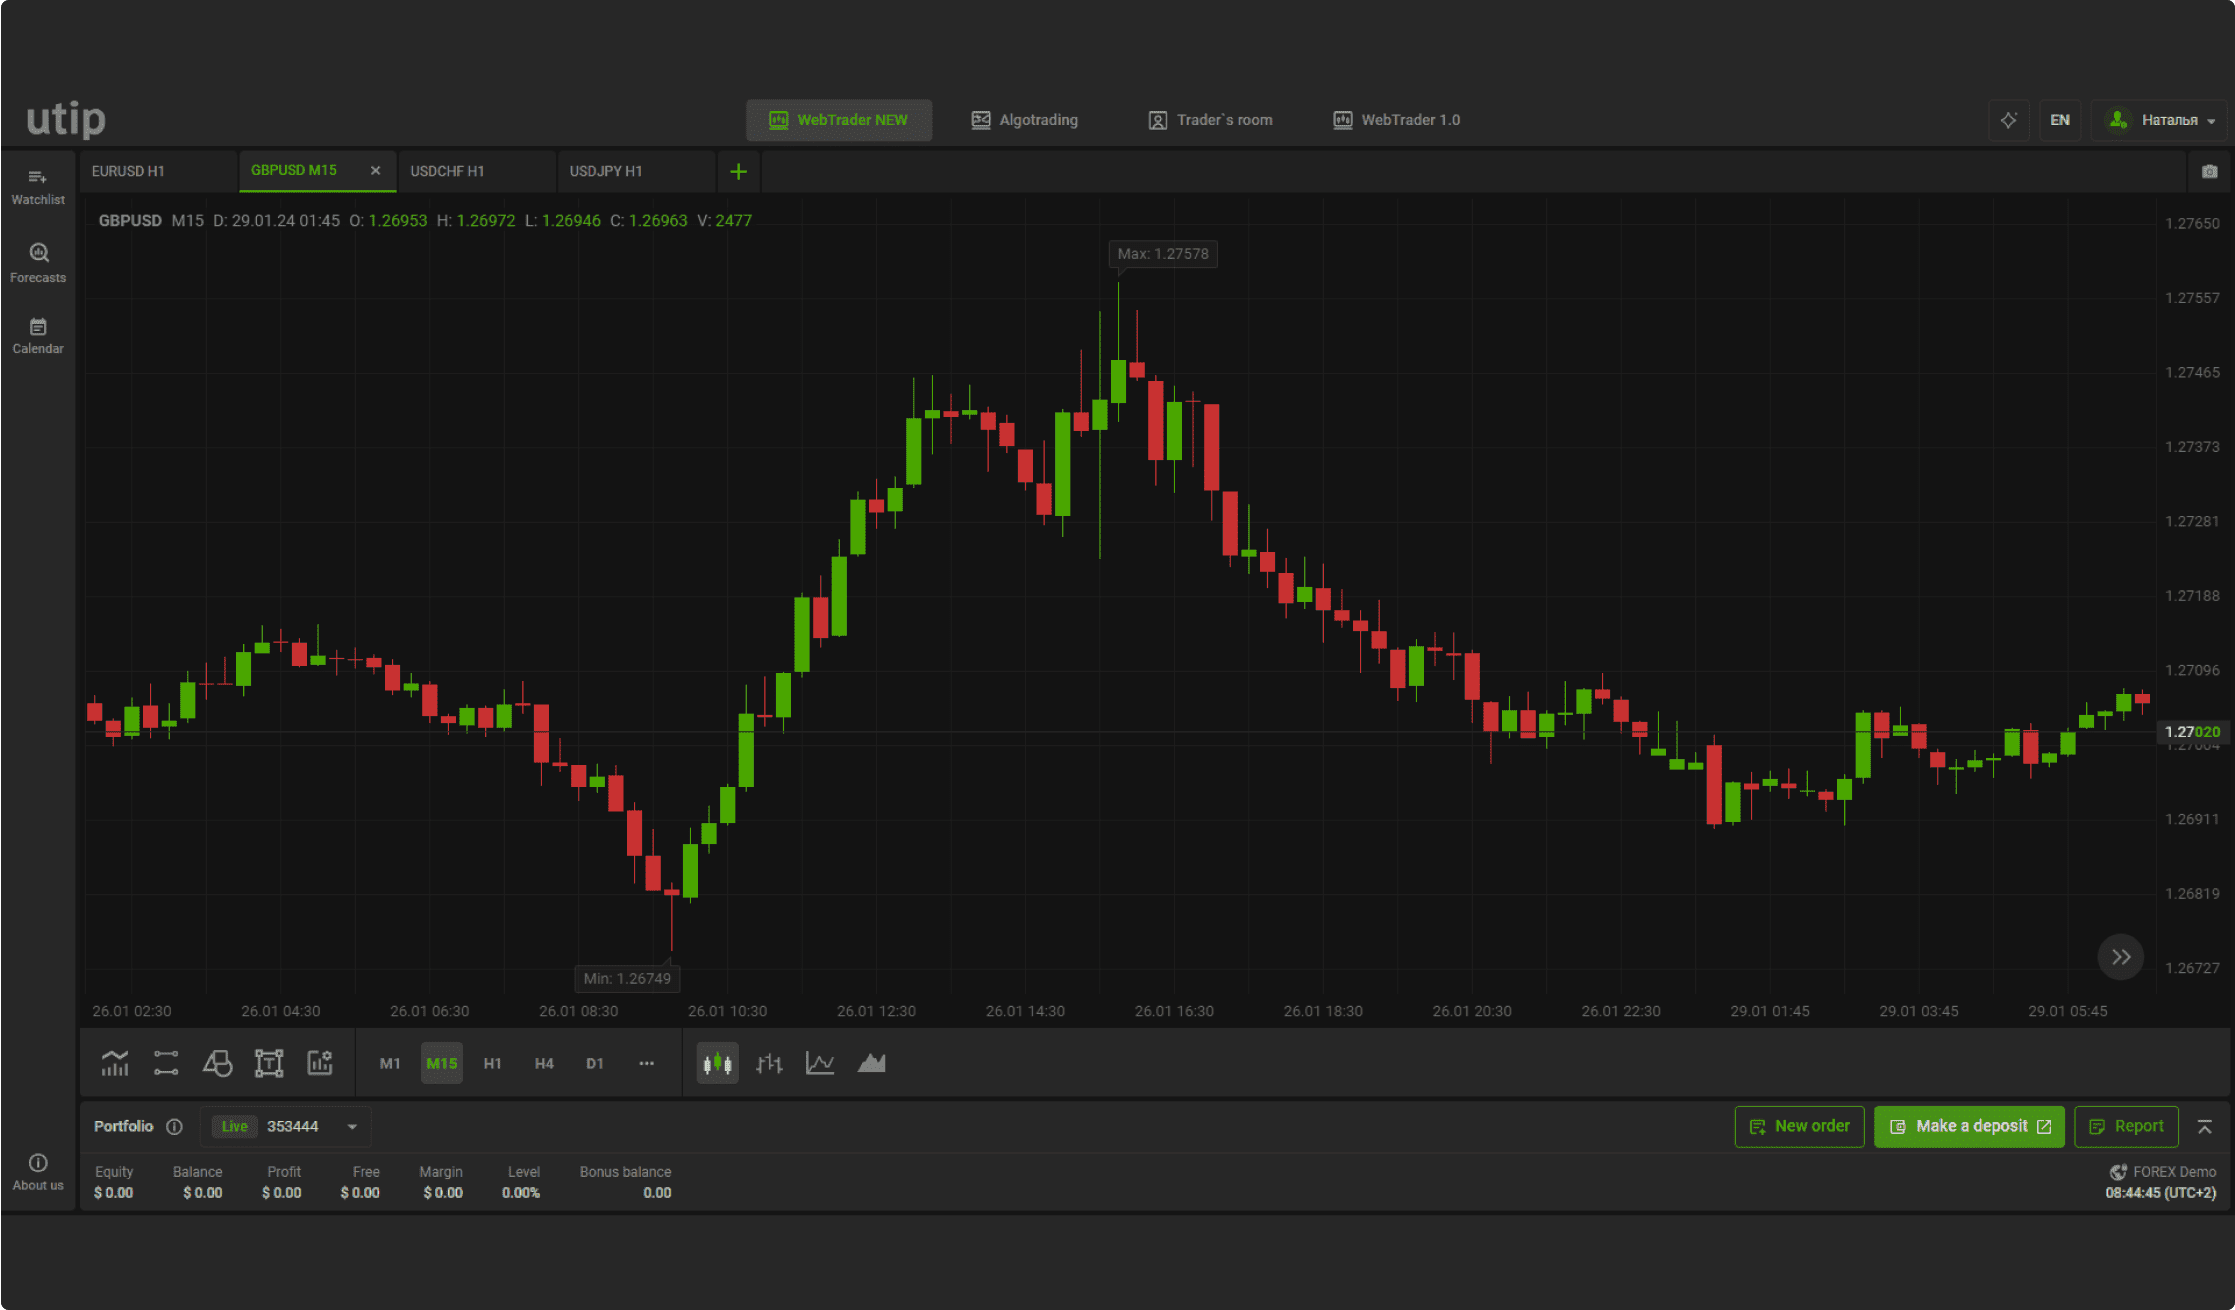 utip
WebTrader NEW
Algotrading
Trader`s room
WebTrader 1.0
EN
Наталья
Watchlist
Forecasts
Calendar
EURUSD H1
GBPUSD M15
USDCHF H1
USDJPY H1
GBPUSD M15 D: 29.01.24 01:45 O: 1.26953 H: 1.26972 L: 1.26946 C: 1.26963 V: 2477
Max: 1.27578
Min: 1.26749
1.27650
1.27557
1.27465
1.27373
1.27281
1.27188
1.27096
1.27020
1.27004
1.26911
1.26819
1.26727
26.01 02:30 26.01 04:30 26.01 06:30 26.01 08:30 26.01 10:30 26.01 12:30 26.01 14:30 26.01 16:30 26.01 18:30 26.01 20:30 26.01 22:30 29.01 01:45 29.01 03:45 29.01 05:45
T
M1 M15 H1 H4 D1 ...
Portfolio
Live 353444
New order
Make a deposit
Report
Equity Balance Profit Free Margin Level Bonus balance
$ 0.00 $ 0.00 $ 0.00 $ 0.00 $ 0.00 0.00% 0.00
FOREX Demo
08:44:45 (UTC+2)
About us